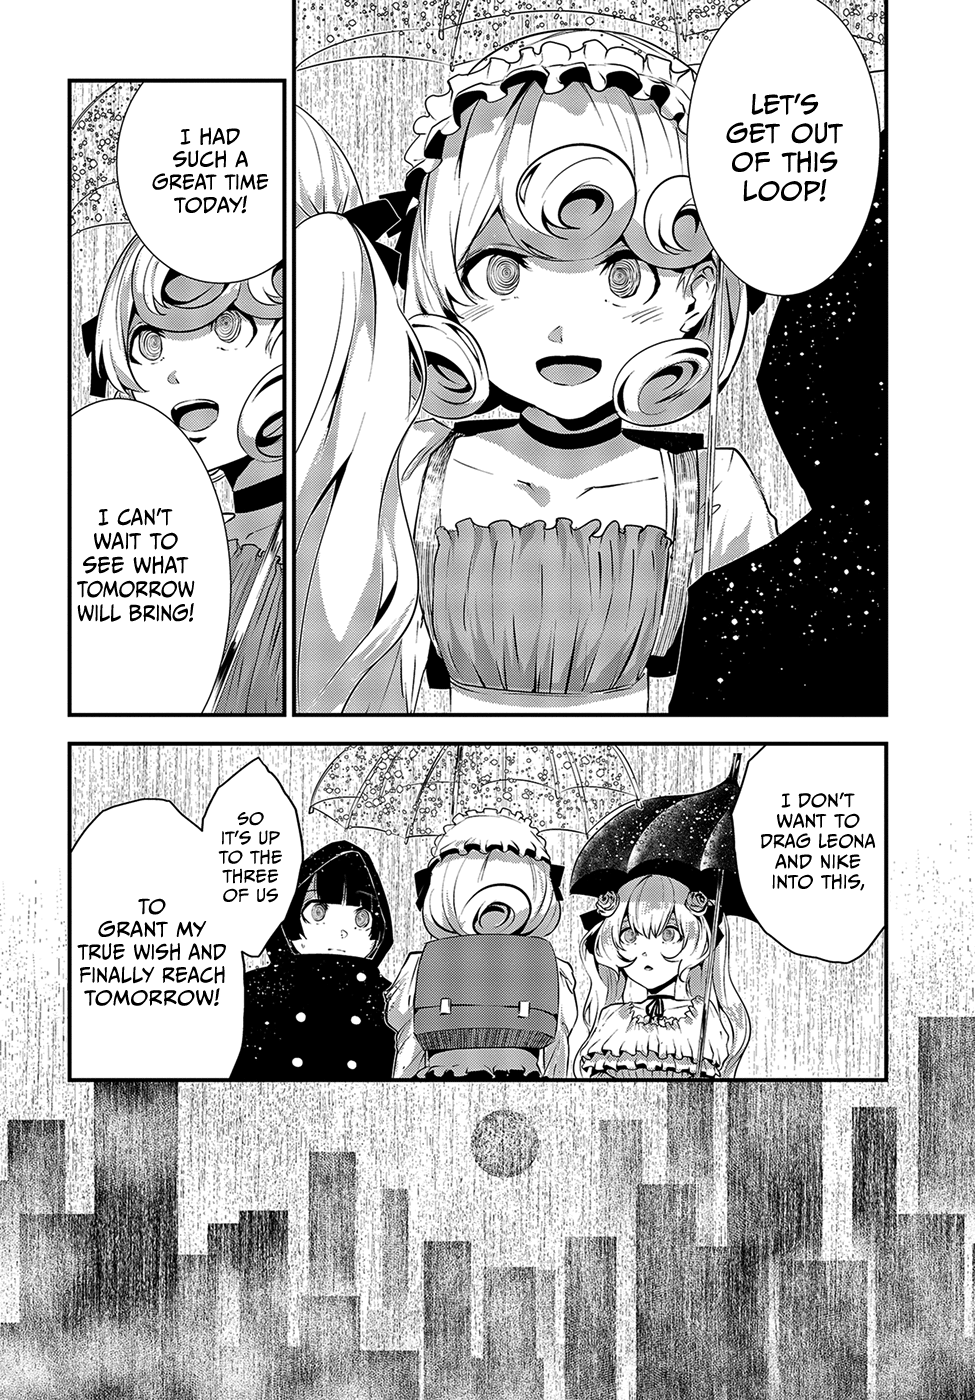 LET'S
GET OUT
OF THIS
LOOP!
I HAD
SUCH A
GREAT TIME
TODAY!
I CAN'T
WAIT TO
SEE WHAT
TOMORROW
WILL BRING!
I DON'T
WANT TO
DRAG LEONA
AND NIKE
INTO THIS,
SO
IT'S UP
TO THE
THREE
OF US
TO
GRANT MY
TRUE WISH AND
FINALLY REACH
TOMORROW!